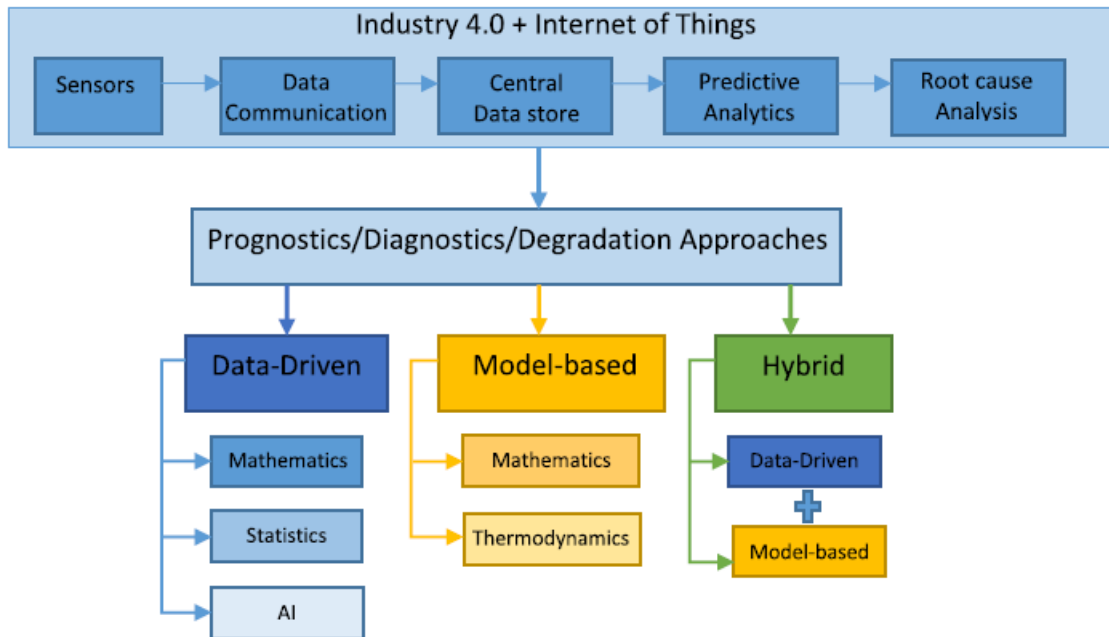 Industry 4.0 + Internet of Things
Sensors
Data
Communication
Central
Data store
Predictive
Analytics
Root cause
Analysis
Prognostics/Diagnostics/Degradation Approaches
Data-Driven
Model-based
Hybrid
Mathematics
Statistics
AI
Mathematics
Thermodynamics
Data-Driven
Model-based